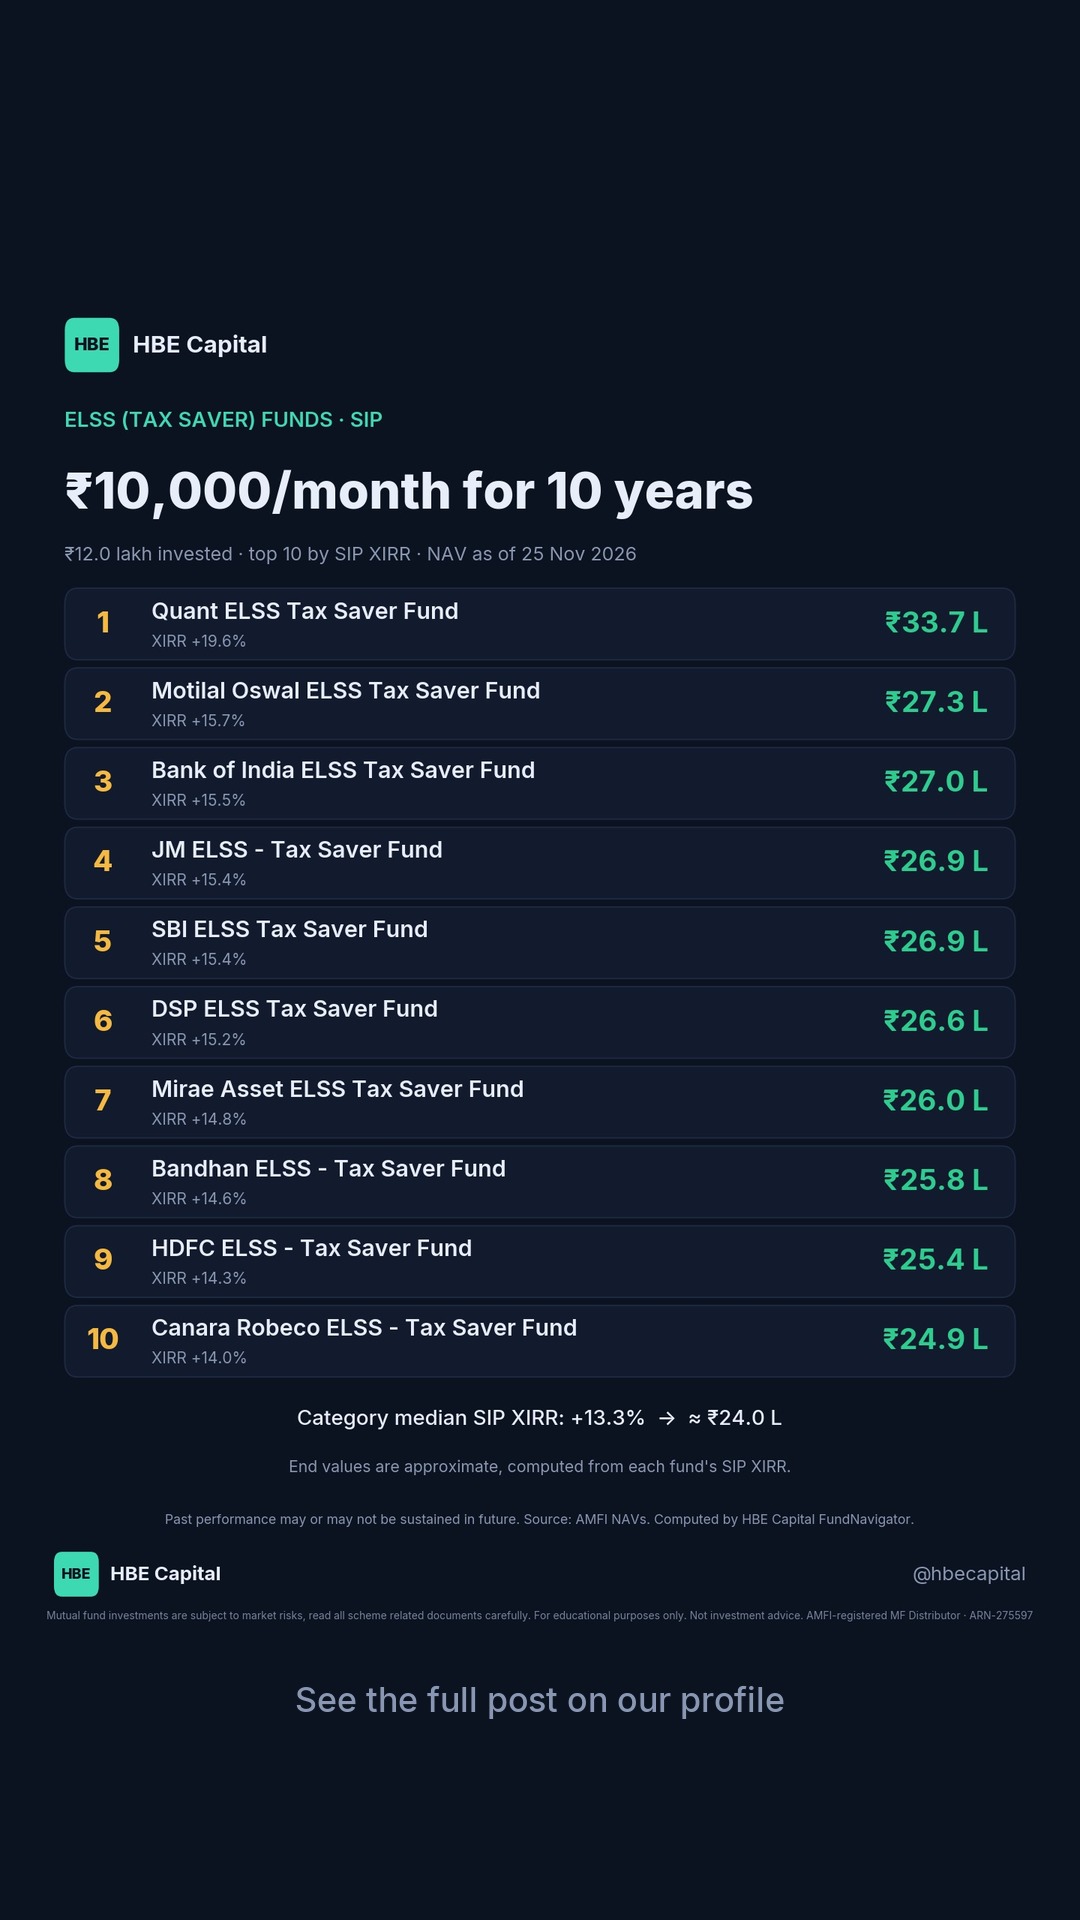 HBE HBE Capital
ELSS (TAX SAVER) FUNDS · SIP
₹10,000/month for 10 years
₹12.0 lakh invested · top 10 by SIP XIRR · NAV as of 25 Nov 2026
1 Quant ELSS Tax Saver Fund ₹33.7 L
XIRR +19.6%
2 Motilal Oswal ELSS Tax Saver Fund ₹27.3 L
XIRR +15.7%
3 Bank of India ELSS Tax Saver Fund ₹27.0 L
XIRR +15.5%
4 JM ELSS - Tax Saver Fund ₹26.9 L
XIRR +15.4%
5 SBI ELSS Tax Saver Fund ₹26.9 L
XIRR +15.4%
6 DSP ELSS Tax Saver Fund ₹26.6 L
XIRR +15.2%
7 Mirae Asset ELSS Tax Saver Fund ₹26.0 L
XIRR +14.8%
8 Bandhan ELSS - Tax Saver Fund ₹25.8 L
XIRR +14.6%
9 HDFC ELSS - Tax Saver Fund ₹25.4 L
XIRR +14.3%
10 Canara Robeco ELSS - Tax Saver Fund ₹24.9 L
XIRR +14.0%
Category median SIP XIRR: +13.3% → ≈ ₹24.0 L
End values are approximate, computed from each fund's SIP XIRR.
Past performance may or may not be sustained in future. Source: AMFI NAVs. Computed by HBE Capital FundNavigator.
HBE HBE Capital @hbecapital
Mutual fund investments are subject to market risks, read all scheme related documents carefully. For educational purposes only. Not investment advice. AMFI-registered MF Distributor · ARN-275597
See the full post on our profile